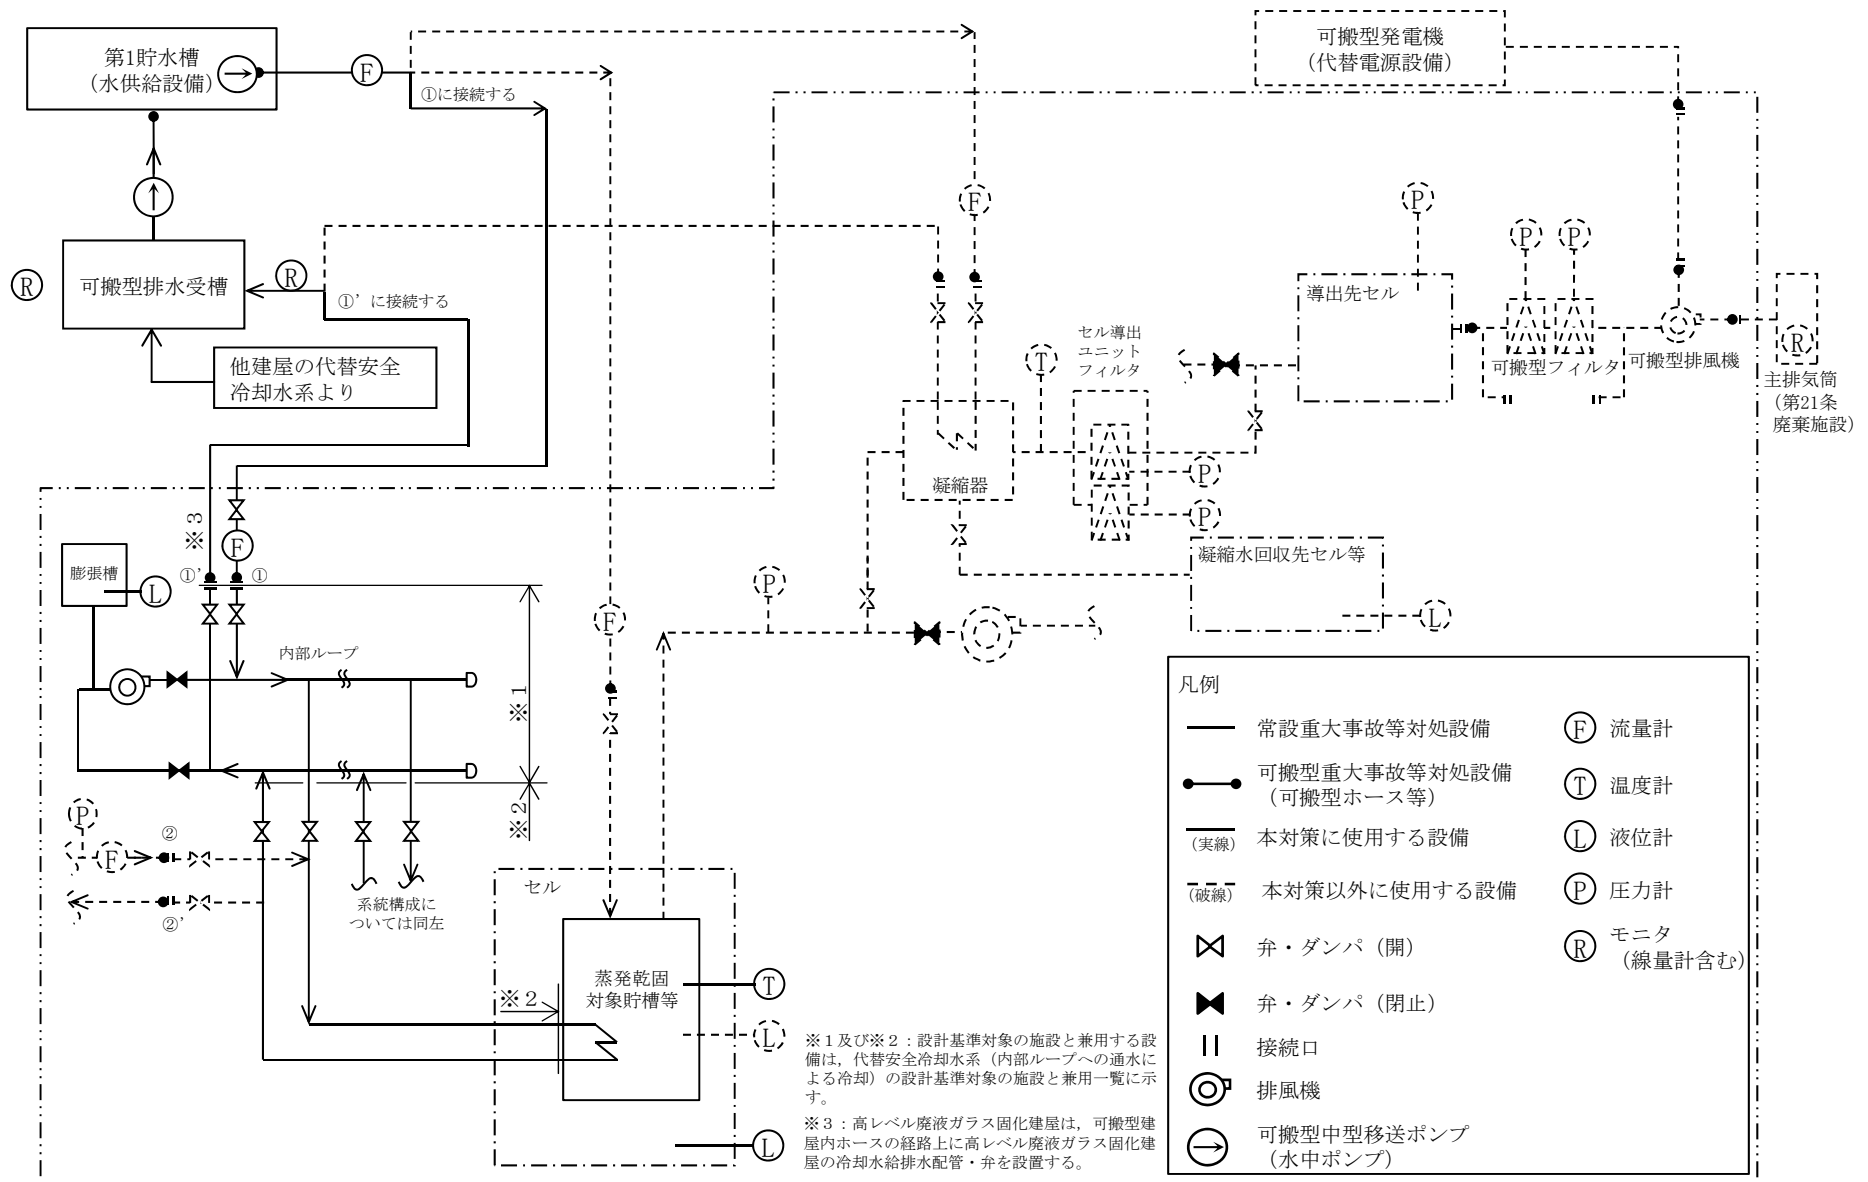 第1貯水槽
（水供給設備）
F
①に接続する
可搬型発電機
（代替電源設備）
R
可搬型排水受槽
R
①’に接続する
他建屋の代替安全
冷却水系より
F
P
P
P
導出先セル
可搬型フィルタ
可搬型排風機
R
主排気筒
（第21条
廃棄施設）
T
セル導出
ユニット
フィルタ
凝縮器
P
P
凝縮水回収先セル等
L
P
F
※３
F
①’
①
膨張槽
L
内部ループ
※１
※２
P
F
②
②’
系統構成に
ついては同左
セル
蒸発乾固
対象貯槽等
※２
T
L
L
※１及び※２：設計基準対象の施設と兼用する設
備は，代替安全冷却水系（内部ループへの通水に
よる冷却）の設計基準対象の施設と兼用一覧に示
す。
※３：高レベル廃液ガラス固化建屋は，可搬型建
屋内ホースの経路上に高レベル廃液ガラス固化建
屋の冷却水給排水配管・弁を設置する。
凡例
常設重大事故等対処設備
可搬型重大事故等対処設備
（可搬型ホース等）
（実線）
本対策に使用する設備
（破線）
本対策以外に使用する設備
弁・ダンパ（開）
弁・ダンパ（閉止）
接続口
排風機
可搬型中型移送ポンプ
（水中ポンプ）
F 流量計
T 温度計
L 液位計
P 圧力計
R モニタ
（線量計含む）